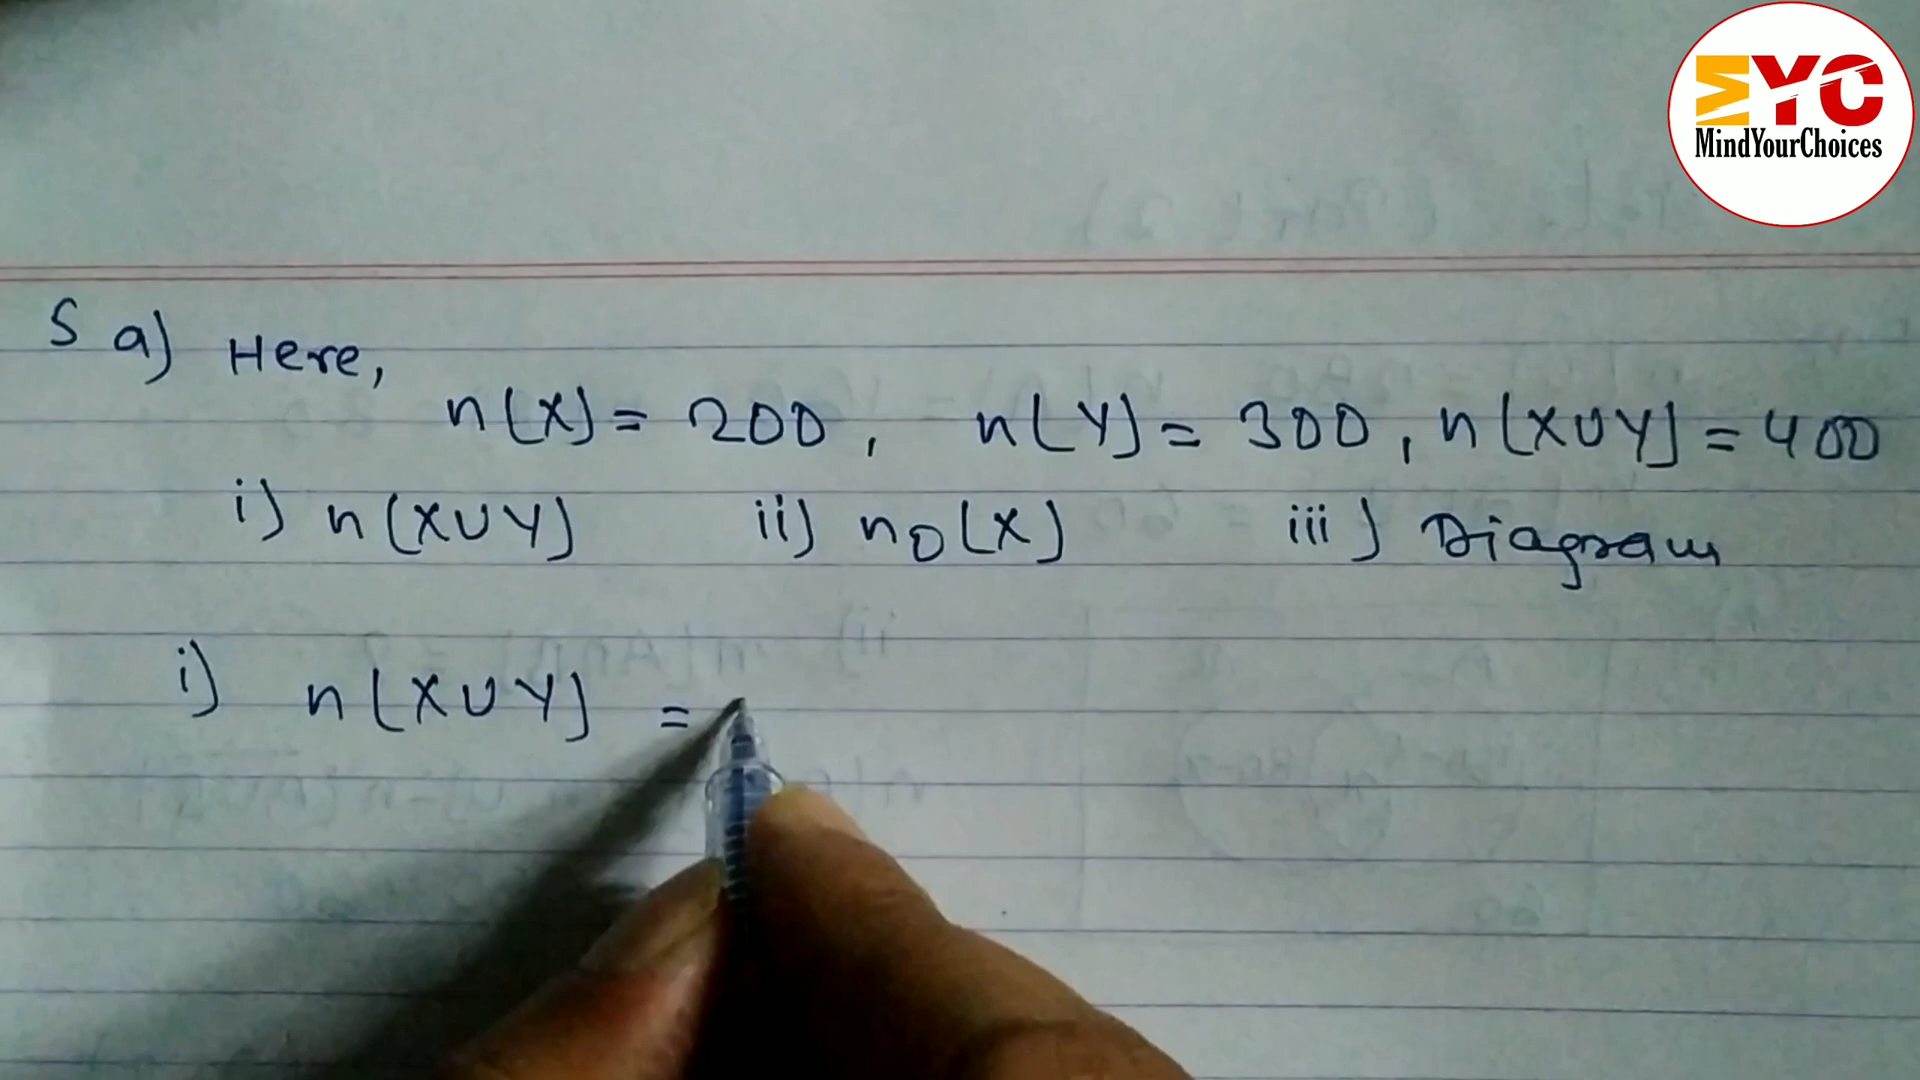 MYC
MindYourChoices
5 a) Here,
n(X) = 200, n(Y) = 300, n(X∪Y) = 400
i) n(X∪Y) ii) n₀(X) iii) Diagram
i) n(X∪Y) =